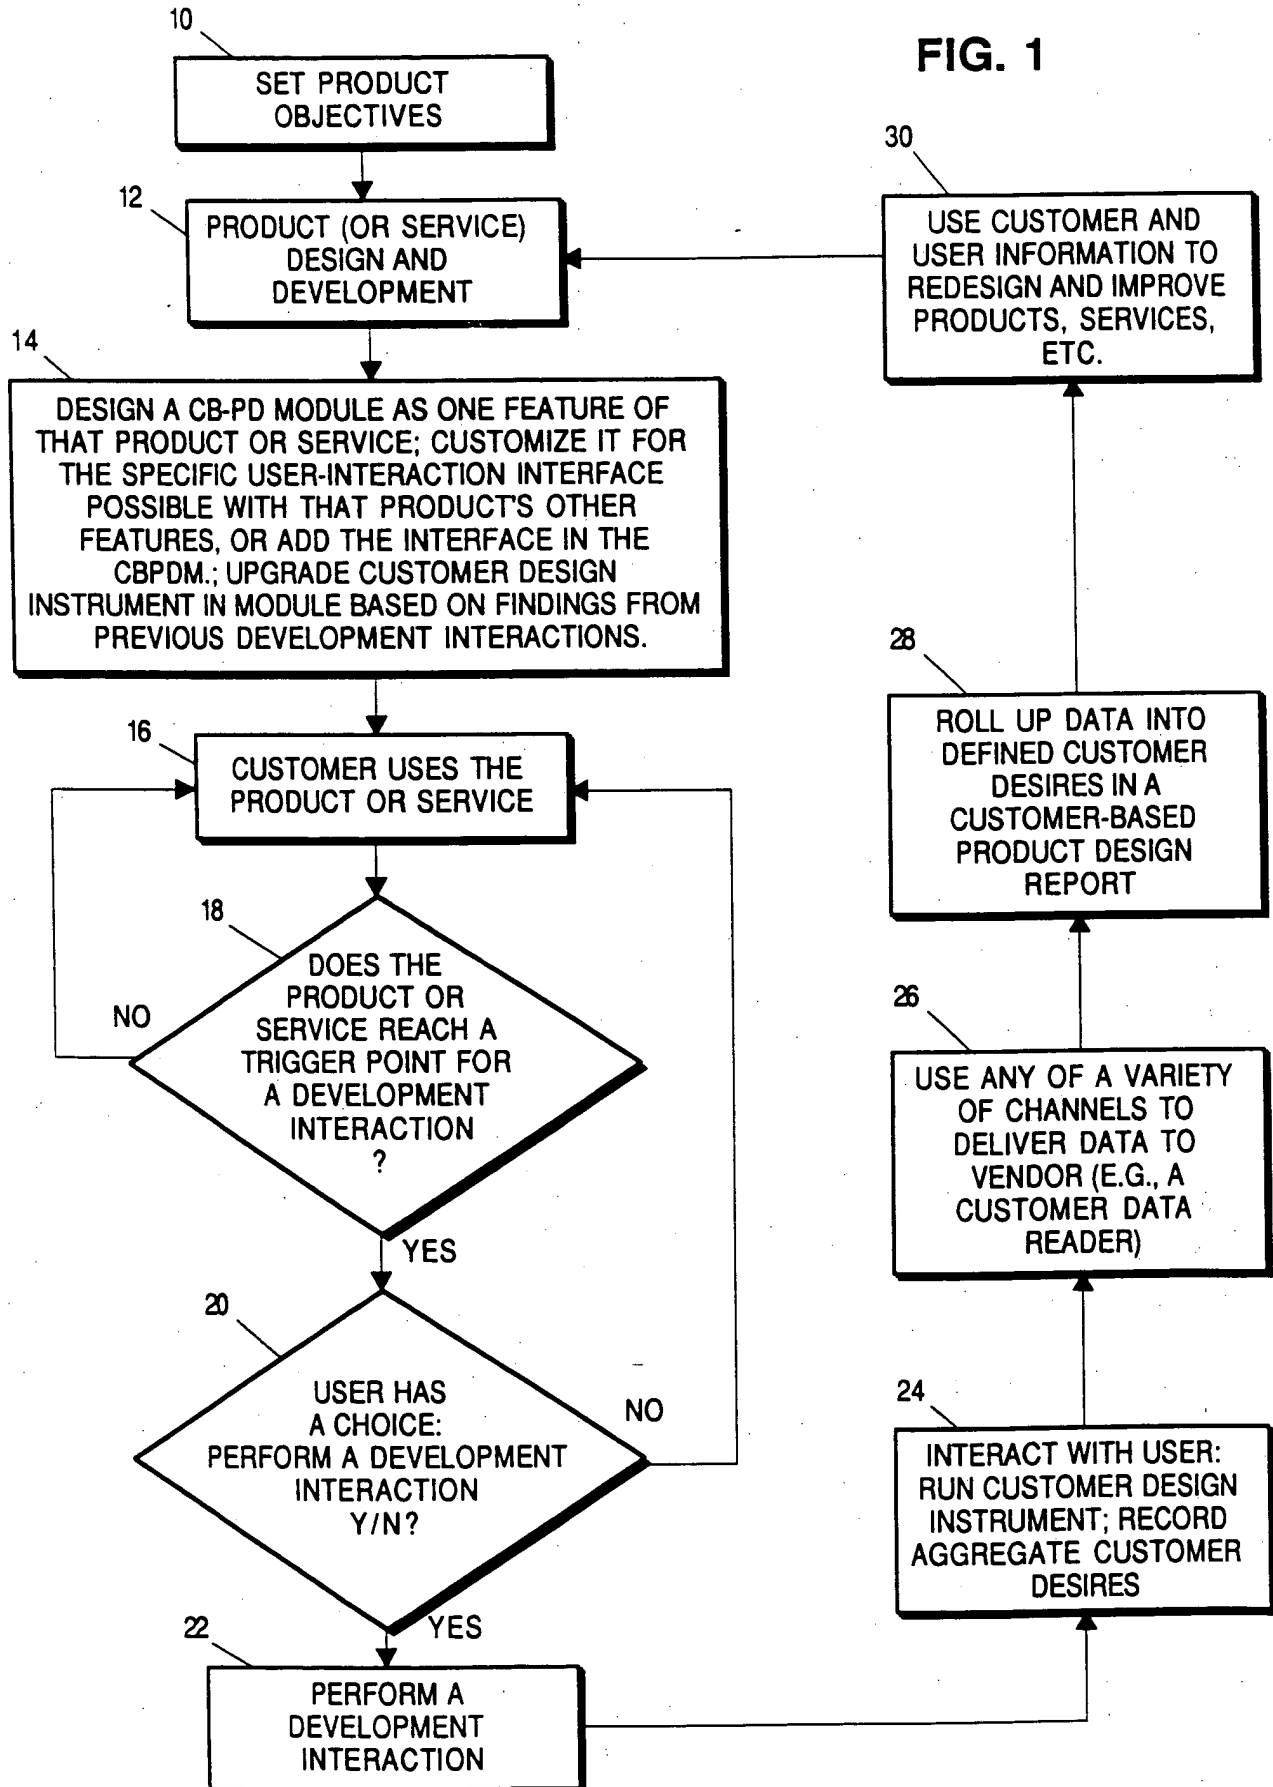 FIG. 1
10
SET PRODUCT
OBJECTIVES
12
PRODUCT (OR SERVICE)
DESIGN AND
DEVELOPMENT
14
DESIGN A CB-PD MODULE AS ONE FEATURE OF
THAT PRODUCT OR SERVICE; CUSTOMIZE IT FOR
THE SPECIFIC USER-INTERACTION INTERFACE
POSSIBLE WITH THAT PRODUCT'S OTHER
FEATURES, OR ADD THE INTERFACE IN THE
CBPDM.; UPGRADE CUSTOMER DESIGN
INSTRUMENT IN MODULE BASED ON FINDINGS FROM
PREVIOUS DEVELOPMENT INTERACTIONS.
16
CUSTOMER USES THE
PRODUCT OR SERVICE
18
DOES THE
PRODUCT OR
SERVICE REACH A
TRIGGER POINT FOR
A DEVELOPMENT
INTERACTION
?
NO
YES
20
USER HAS
A CHOICE:
PERFORM A DEVELOPMENT
INTERACTION
Y/N?
NO
YES
22
PERFORM A
DEVELOPMENT
INTERACTION
24
INTERACT WITH USER:
RUN CUSTOMER DESIGN
INSTRUMENT; RECORD
AGGREGATE CUSTOMER
DESIRES
26
USE ANY OF A VARIETY
OF CHANNELS TO
DELIVER DATA TO
VENDOR (E.G., A
CUSTOMER DATA
READER)
28
ROLL UP DATA INTO
DEFINED CUSTOMER
DESIRES IN A
CUSTOMER-BASED
PRODUCT DESIGN
REPORT
30
USE CUSTOMER AND
USER INFORMATION TO
REDESIGN AND IMPROVE
PRODUCTS, SERVICES,
ETC.